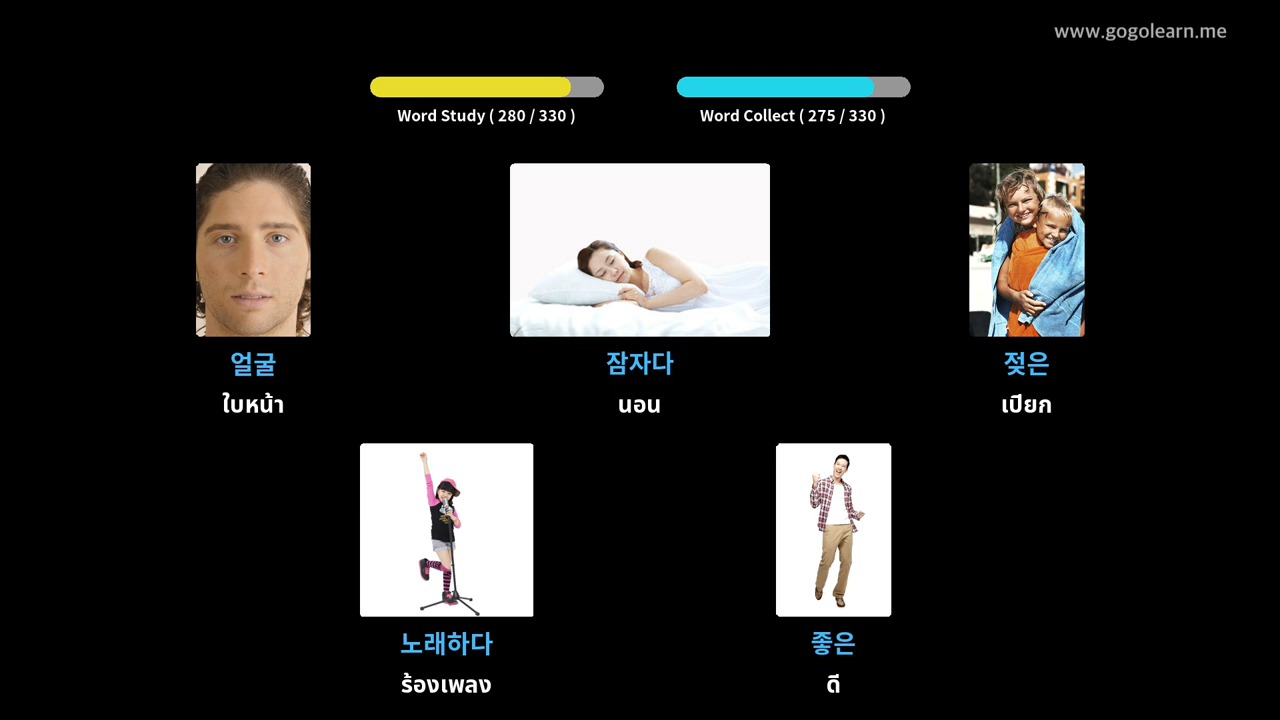 www.gogolearn.me
Word Study ( 280 / 330 )
Word Collect ( 275 / 330 )
얼굴
잠자다
젖은
ใบหน้า
นอน
เปียก
노래하다
좋은
ร้องเพลง
ดี